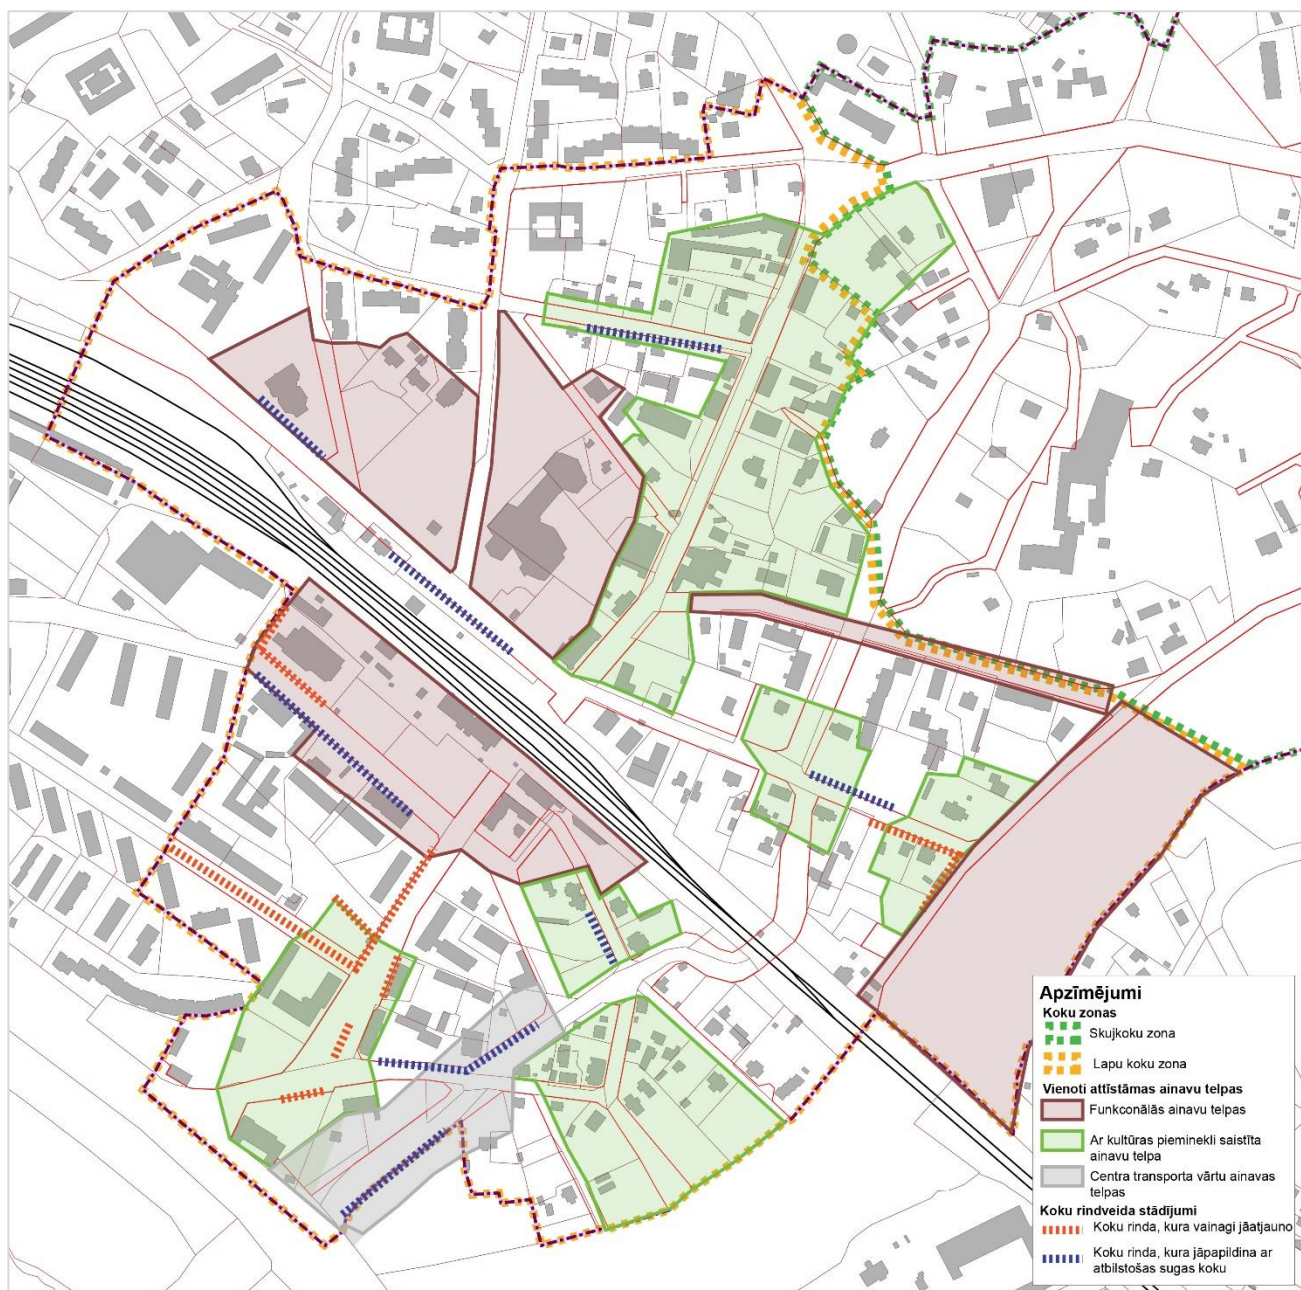 Apzīmējumi
Koku zonas
Skujkoku zona
Lapu koku zona
Vienoti attīstāmas ainavu telpas
Funkconālās ainavu telpas
Ar kultūras pieminekli saistīta
ainavu telpa
Centra transporta vārtu ainavas
telpas
Koku rindveida stādījumi
Koku rinda, kura vainagi jāatjauno
Koku rinda, kura jāpapildina ar
atbilstošas sugas koku